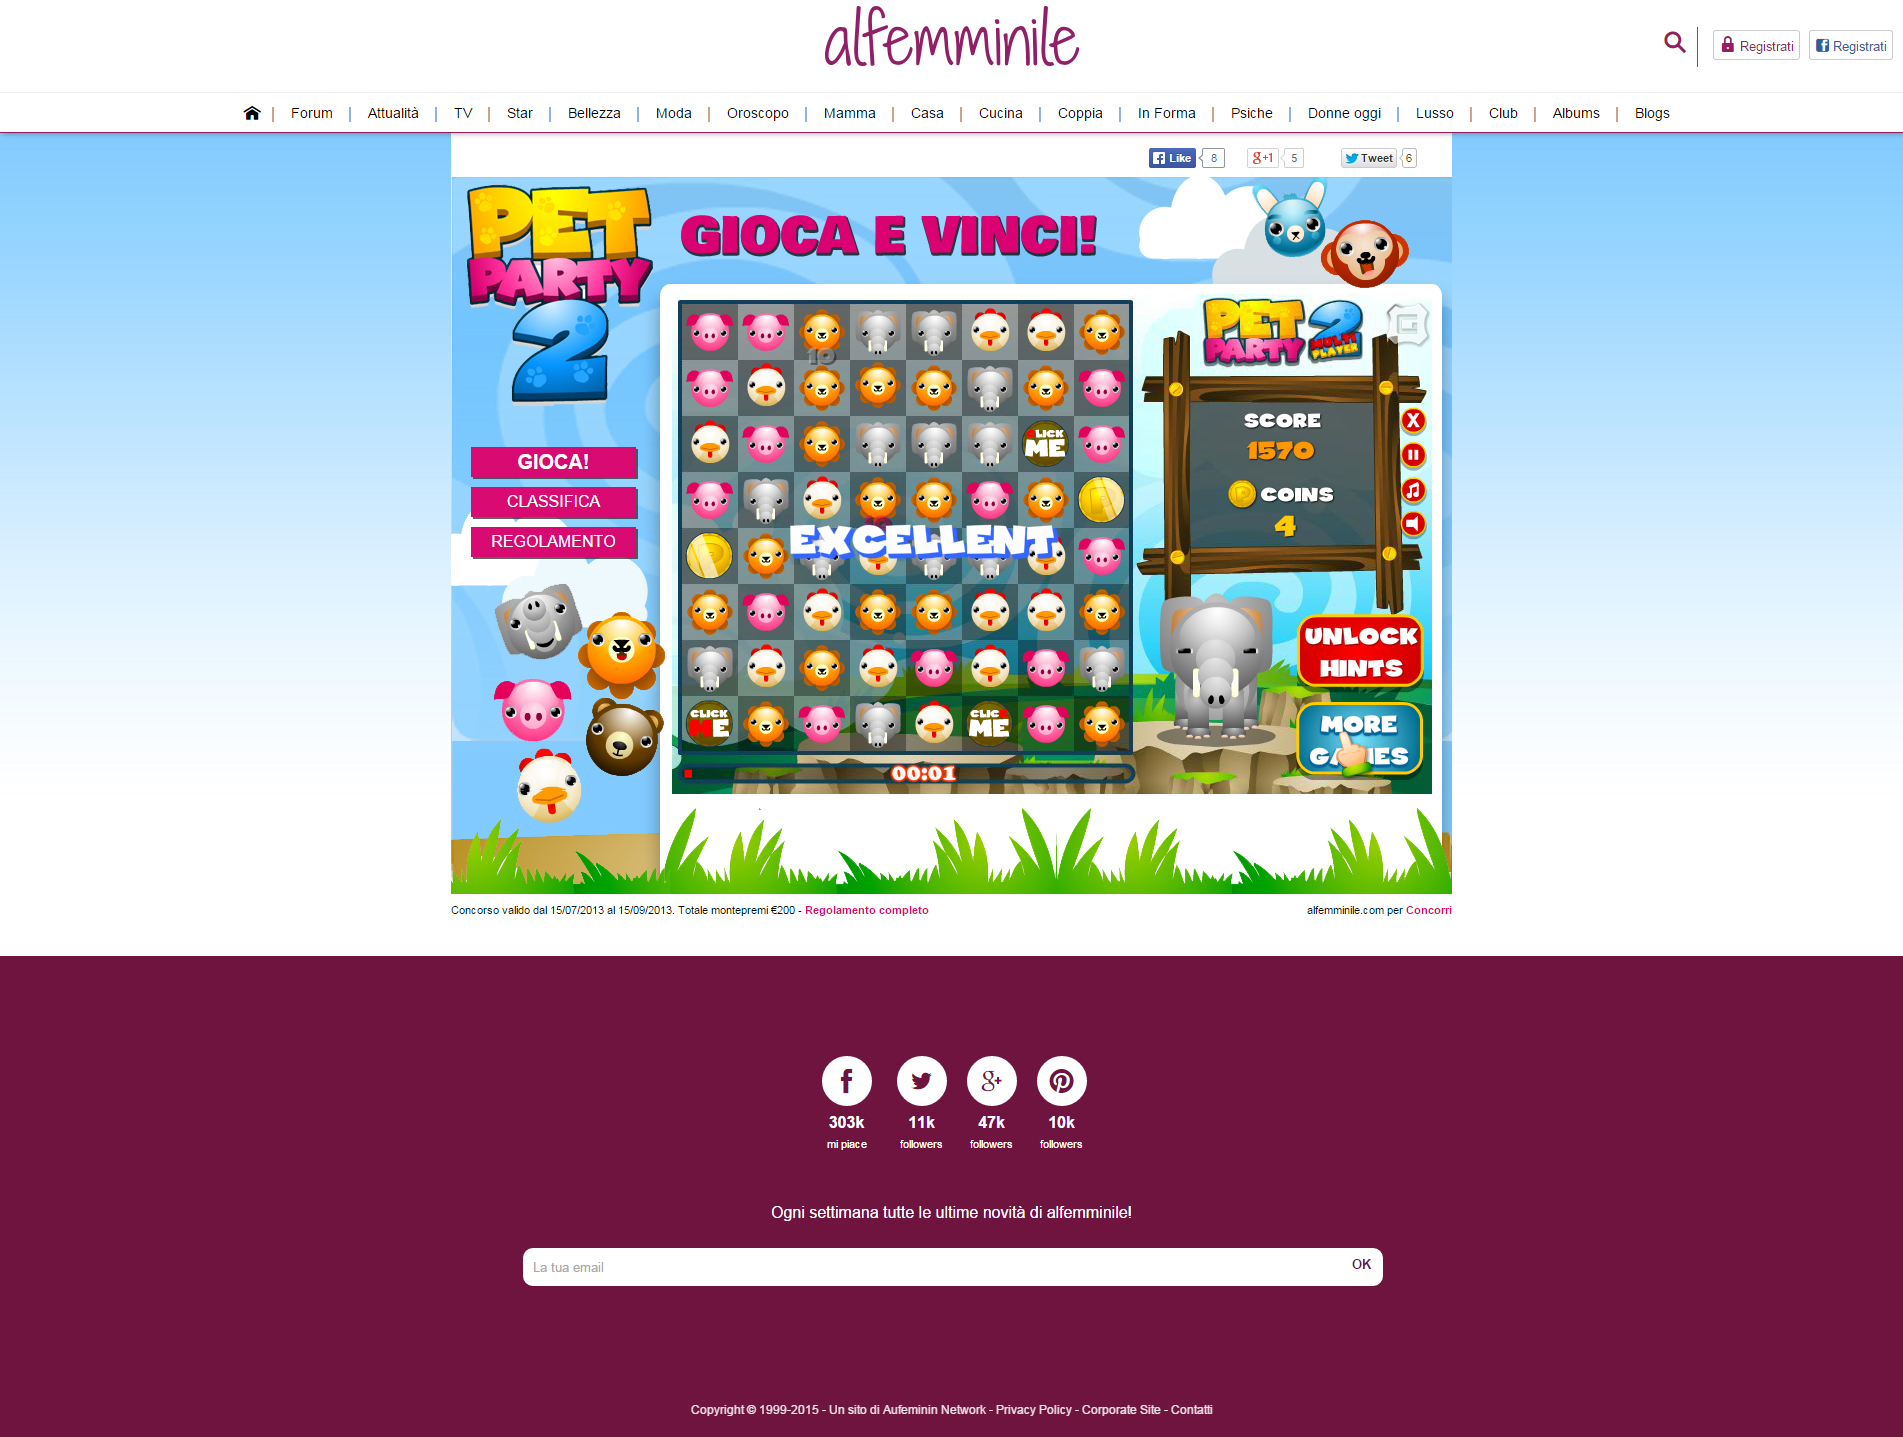 alfemminile
Registrati
Registrati
Forum | Attualità | TV | Star | Bellezza | Moda | Oroscopo | Mamma | Casa | Cucina | Coppia | In Forma | Psiche | Donne oggi | Lusso | Club | Albums | Blogs
Like 8
g+1 5
Tweet 6
PET
PARTY
2
GIOCA E VINCI!
GIOCA!
CLASSIFICA
REGOLAMENTO
10
CLICK
ME
10
EXCELLENT
CLICK
ME
CLIC
ME
00:01
PET 2
PARTY MULTI
PLAYER
SCORE
1570
COINS
4
UNLOCK
HINTS
MORE
GAMES
Concorso valido dal 15/07/2013 al 15/09/2013. Totale montepremi €200 - Regolamento completo
alfemminile.com per Concorri
303k
mi piace
11k
followers
47k
followers
10k
followers
Ogni settimana tutte le ultime novità di alfemminile!
La tua email
OK
Copyright © 1999-2015 - Un sito di Aufeminin Network - Privacy Policy - Corporate Site - Contatti